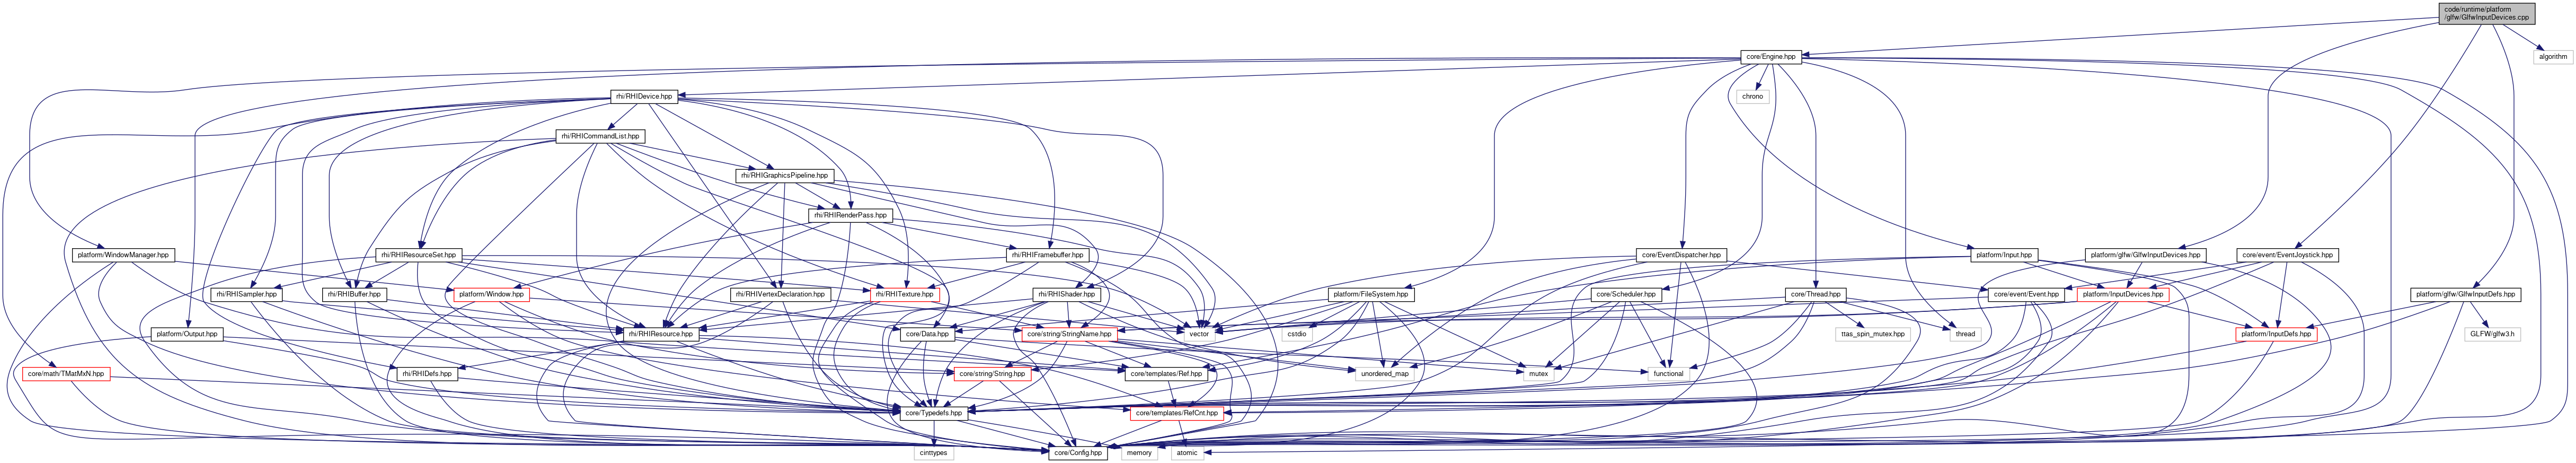 code/runtime/platform
/glfw/GlfwInputDevices.cpp
core/Engine.hpp
algorithm
rhi/RHIDevice.hpp
chrono
rhi/RHICommandList.hpp
rhi/RHIGraphicsPipeline.hpp
rhi/RHIRenderPass.hpp
platform/WindowManager.hpp
rhi/RHIResourceSet.hpp
rhi/RHIFramebuffer.hpp
core/EventDispatcher.hpp
platform/Input.hpp
platform/glfw/GlfwInputDevices.hpp
core/event/EventJoystick.hpp
rhi/RHISampler.hpp
rhi/RHIBuffer.hpp
platform/Window.hpp
rhi/RHIVertexDeclaration.hpp
rhi/RHITexture.hpp
rhi/RHIShader.hpp
platform/FileSystem.hpp
core/Scheduler.hpp
core/Thread.hpp
core/event/Event.hpp
platform/InputDevices.hpp
platform/glfw/GlfwInputDefs.hpp
platform/Output.hpp
rhi/RHIResource.hpp
core/Data.hpp
core/string/StringName.hpp
vector
cstdio
ttas_spin_mutex.hpp
thread
platform/InputDefs.hpp
GLFW/glfw3.h
core/math/TMatMxN.hpp
rhi/RHIDefs.hpp
core/string/String.hpp
core/templates/Ref.hpp
unordered_map
mutex
functional
core/Typedefs.hpp
core/templates/RefCnt.hpp
cinttypes
core/Config.hpp
memory
atomic